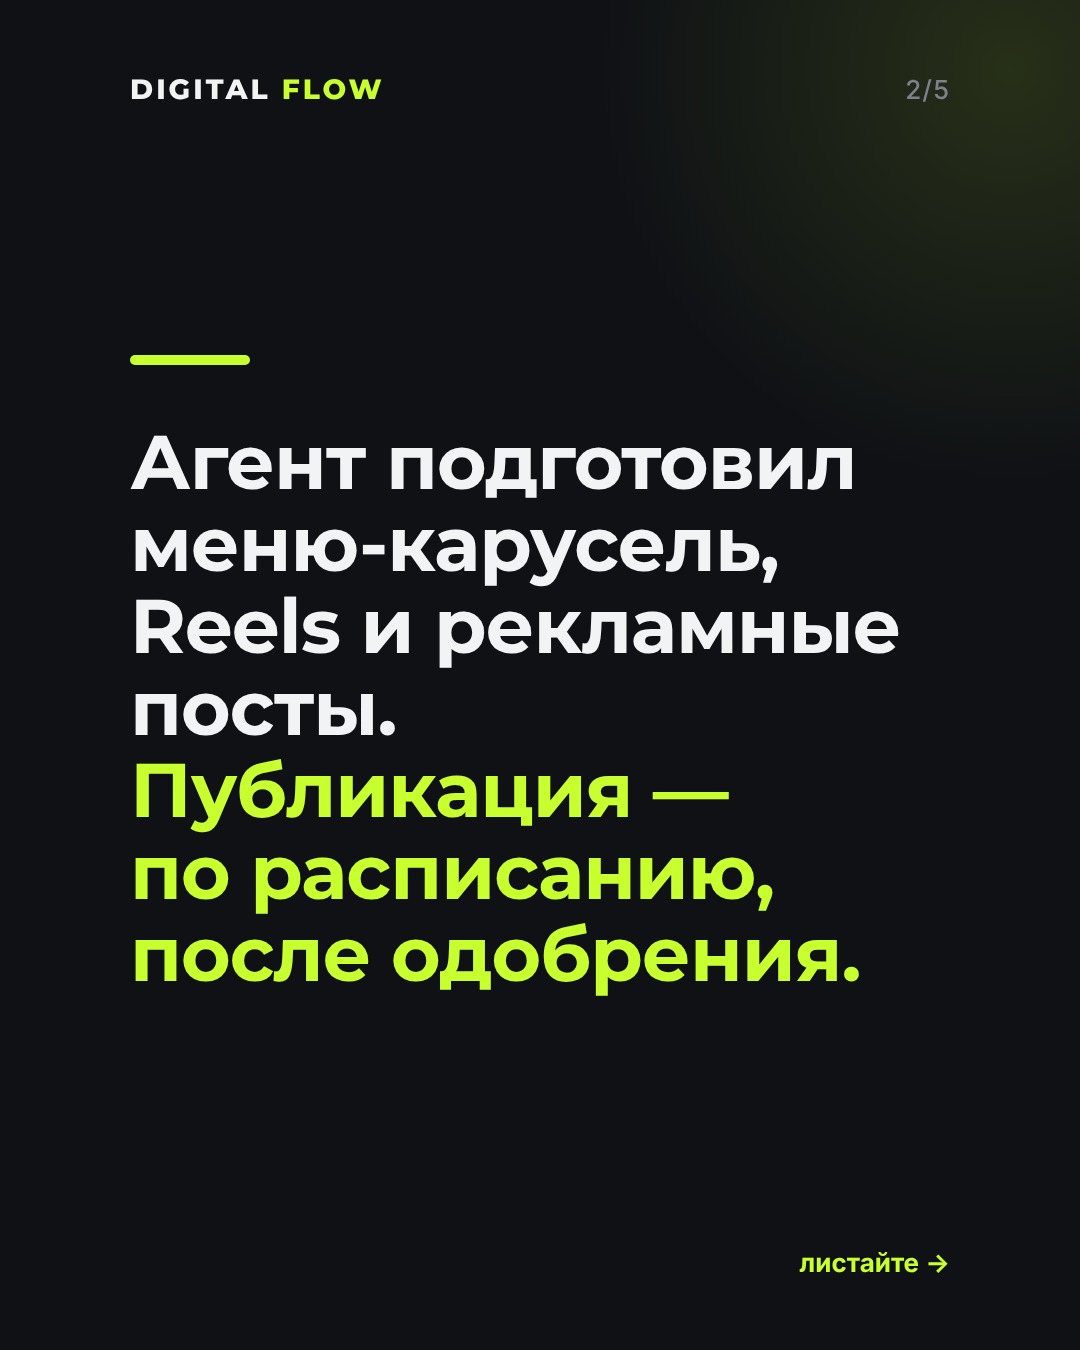 DIGITAL FLOW
2/5
Агент подготовил
меню-карусель,
Reels и рекламные
посты.
Публикация —
по расписанию,
после одобрения.
листайте →